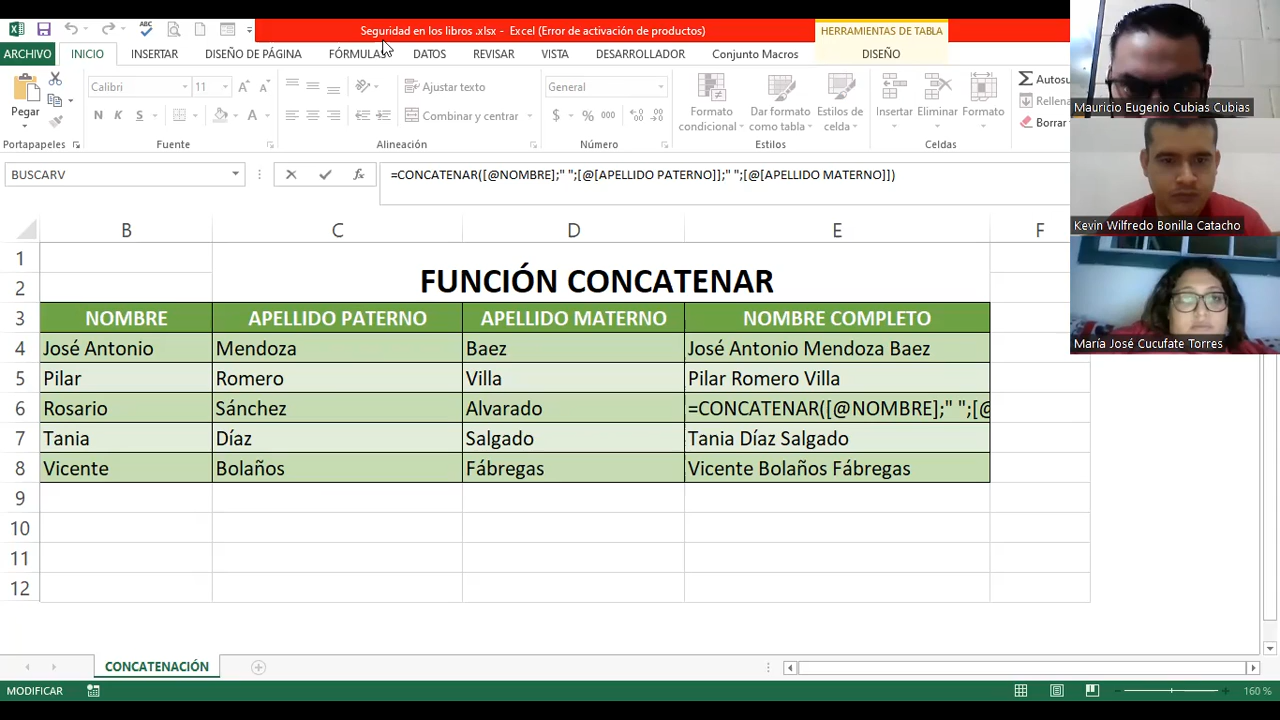 Seguridad en los libros .xlsx - Excel (Error de activación de productos)
HERRAMIENTAS DE TABLA
ARCHIVO INICIO INSERTAR DISEÑO DE PÁGINA FÓRMULAS DATOS REVISAR VISTA DESARROLLADOR Conjunto Macros DISEÑO
Pegar
Calibri 11
N K S
Ajustar texto
Combinar y centrar
General
$ % 000
Formato condicional
Dar formato como tabla
Estilos de celda
Insertar Eliminar Formato
Autosu
Rellena
Borrar
Portapapeles Fuente Alineación Número Estilos Celdas
BUSCARV
fx
=CONCATENAR([@NOMBRE];" ";[@[APELLIDO PATERNO]];" ";[@[APELLIDO MATERNO]])
B C D E F
1
2 FUNCIÓN CONCATENAR
3 NOMBRE APELLIDO PATERNO APELLIDO MATERNO NOMBRE COMPLETO
4 José Antonio Mendoza Baez José Antonio Mendoza Baez
5 Pilar Romero Villa Pilar Romero Villa
6 Rosario Sánchez Alvarado =CONCATENAR([@NOMBRE];" ";[@
7 Tania Díaz Salgado Tania Díaz Salgado
8 Vicente Bolaños Fábregas Vicente Bolaños Fábregas
9
10
11
12
CONCATENACIÓN
MODIFICAR
160 %
Mauricio Eugenio Cubias Cubias
Kevin Wilfredo Bonilla Catacho
María José Cucufate Torres